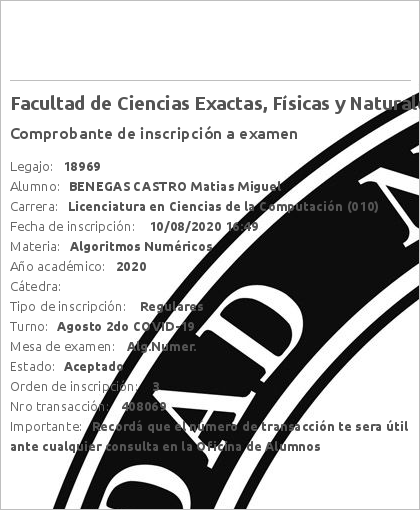 Facultad de Ciencias Exactas, Físicas y Natural
Comprobante de inscripción a examen
Legajo: 18969
Alumno: BENEGAS CASTRO Matias Miguel
Carrera: Licenciatura en Ciencias de la Computación (010)
Fecha de inscripción: 10/08/2020 16:49
Materia: Algoritmos Numéricos
Año académico: 2020
Cátedra:
Tipo de inscripción: Regulares
Turno: Agosto 2do COVID-19
Mesa de examen: Alg.Numer.
Estado: Aceptado
Orden de inscripción: 3
Nro transacción: 408069
Importante: Recordá que el número de transacción te sera útil
ante cualquier consulta en la Oficina de Alumnos
DAD